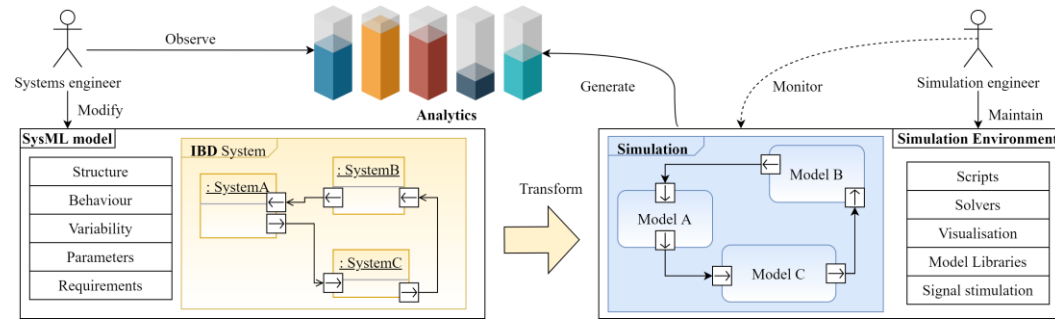 Observe
Systems engineer
Modify
Analytics
Generate
Monitor
Simulation engineer
Maintain
SysML model
Structure
Behaviour
Variability
Parameters
Requirements
IBD System
: SystemA
: SystemB
: SystemC
Transform
Simulation
Model A
Model B
Model C
Simulation Environment
Scripts
Solvers
Visualisation
Model Libraries
Signal stimulation